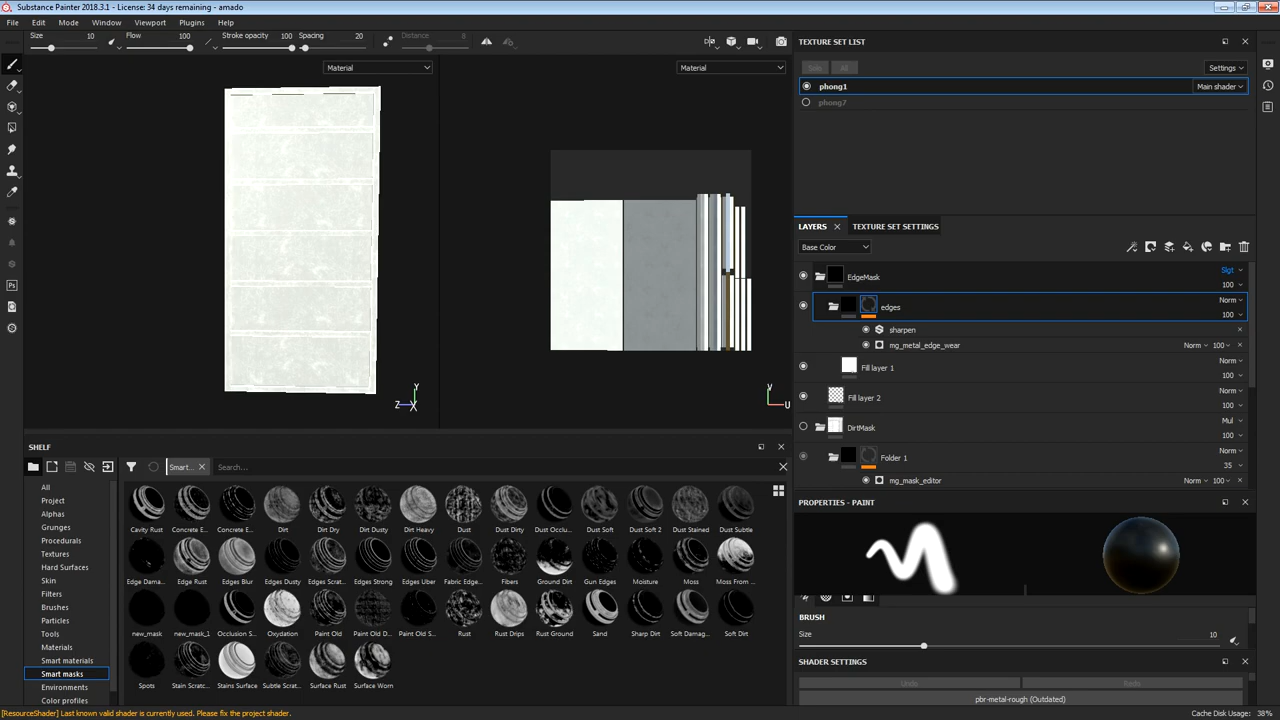 Substance Painter 2018.3.1 - License: 34 days remaining - amado
File Edit Mode Window Viewport Plugins Help
Size 10 Flow 100 Stroke opacity 100 Spacing 20 Distance 8
Material
Material
Y
Z X
V
U
TEXTURE SET LIST
Solo All Settings
phong1 Main shader
phong7
LAYERS TEXTURE SET SETTINGS
Base Color
EdgeMask Slgt
100
edges Norm
100
sharpen
mg_metal_edge_wear Norm 100
Fill layer 1 Norm
100
Fill layer 2 Norm
100
DirtMask Mul
100
Folder 1 Norm
35
mg_mask_editor Norm 100
PROPERTIES - PAINT
BRUSH
Size 10
SHADER SETTINGS
Undo Redo
pbr-metal-rough (Outdated)
SHELF
Smart... Search...
All
Project
Alphas
Grunges
Procedurals
Textures
Hard Surfaces
Skin
Filters
Brushes
Particles
Tools
Materials
Smart materials
Smart masks
Environments
Color profiles
Cavity Rust Concrete E... Concrete E... Dirt Dirt Dry Dirt Dusty Dirt Heavy Dust Dust Dirty Dust Occlu... Dust Soft Dust Soft 2 Dust Stained Dust Subtle
Edge Dama... Edge Rust Edges Blur Edges Dusty Edges Scrat... Edges Strong Edges Uber Fabric Edge... Fibers Ground Dirt Gun Edges Moisture Moss Moss From ...
new_mask new_mask_1 Occlusion S... Oxydation Paint Old Paint Old D... Paint Old S... Rust Rust Drips Rust Ground Sand Sharp Dirt Soft Damag... Soft Dirt
Spots Stain Scratc... Stains Surface Subtle Scrat... Surface Rust Surface Worn
[ResourceShader] Last known valid shader is currently used. Please fix the project shader.
Cache Disk Usage: 38%